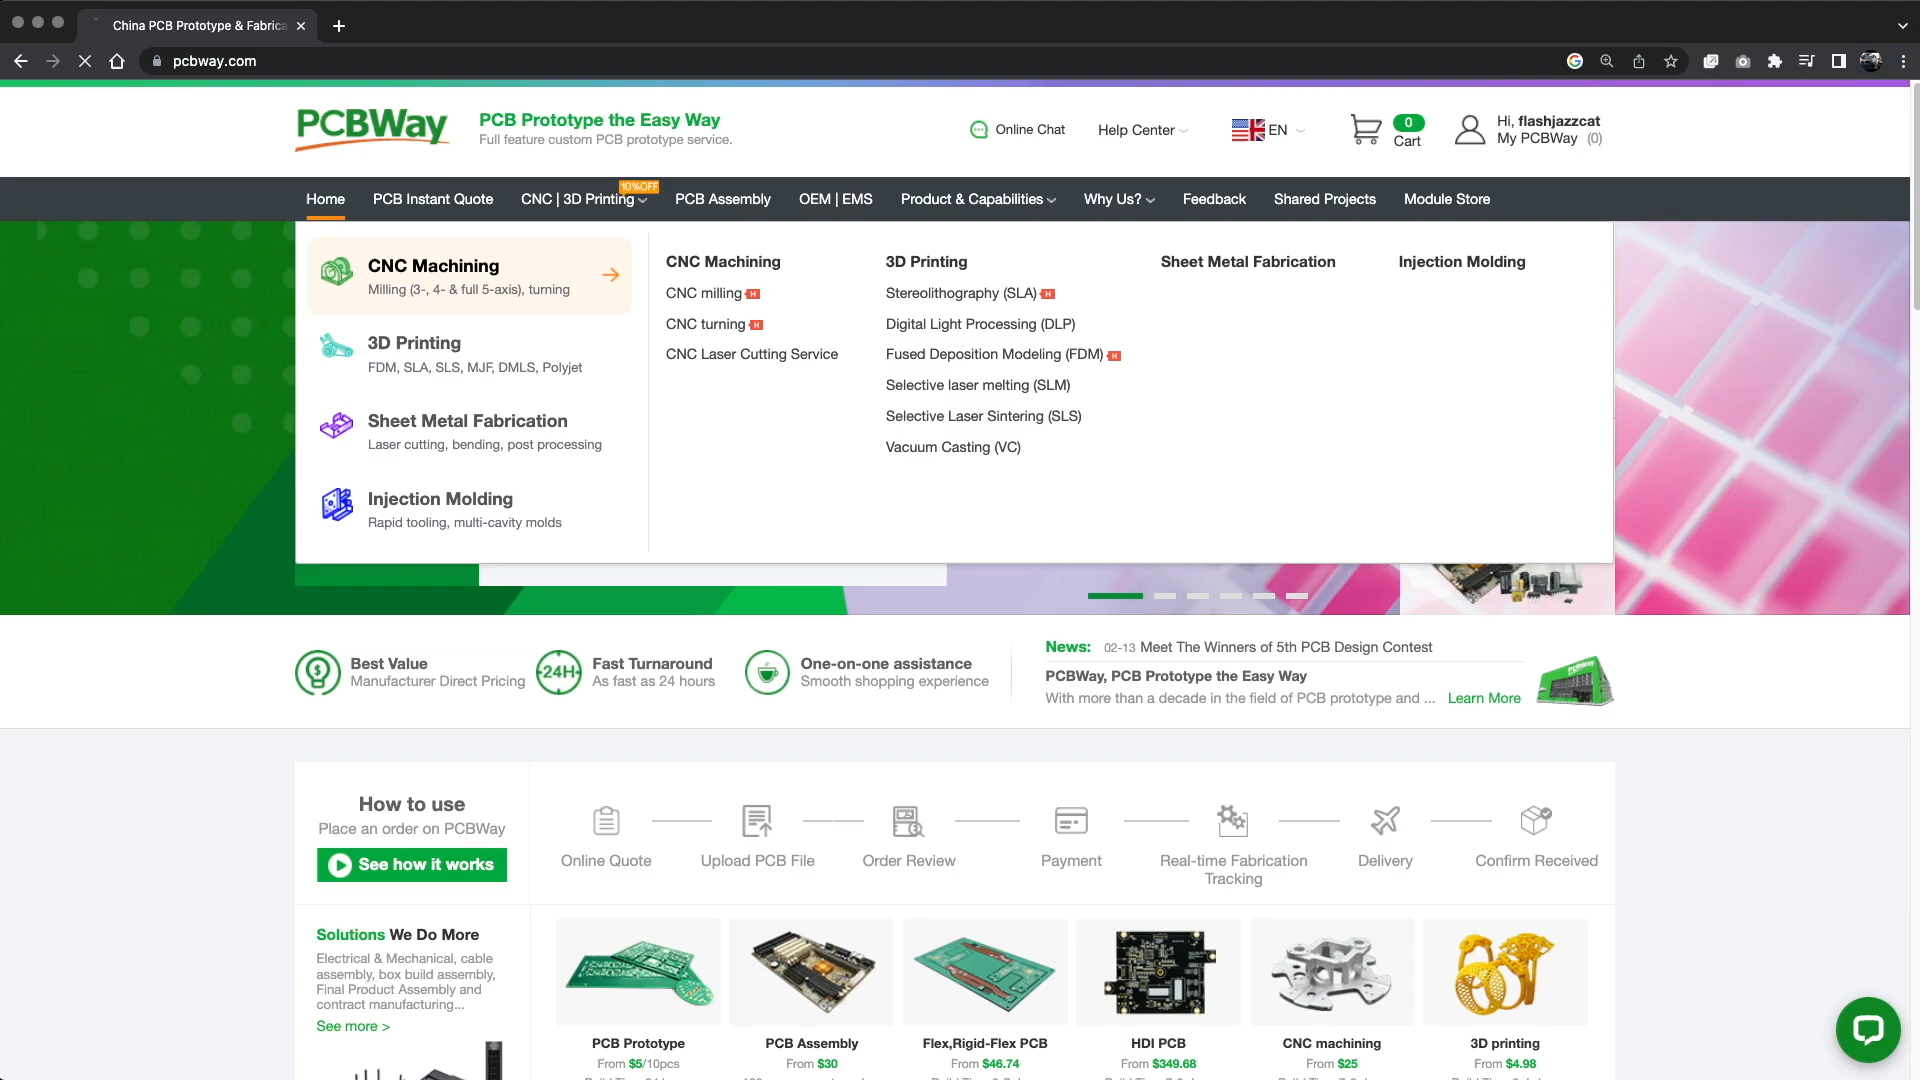 China PCB Prototype & Fabrica
pcbway.com
PCBWay
PCB Prototype the Easy Way
Full feature custom PCB prototype service.
Online Chat
Help Center
EN
0
Cart
Hi, flashjazzcat
My PCBWay (0)
Home
PCB Instant Quote
CNC | 3D Printing
10%OFF
PCB Assembly
OEM | EMS
Product & Capabilities
Why Us?
Feedback
Shared Projects
Module Store
CNC Machining
Milling (3-, 4- & full 5-axis), turning
3D Printing
FDM, SLA, SLS, MJF, DMLS, Polyjet
Sheet Metal Fabrication
Laser cutting, bending, post processing
Injection Molding
Rapid tooling, multi-cavity molds
CNC Machining
CNC milling H
CNC turning H
CNC Laser Cutting Service
3D Printing
Stereolithography (SLA) H
Digital Light Processing (DLP)
Fused Deposition Modeling (FDM) H
Selective laser melting (SLM)
Selective Laser Sintering (SLS)
Vacuum Casting (VC)
Sheet Metal Fabrication
Injection Molding
Best Value
Manufacturer Direct Pricing
24H
Fast Turnaround
As fast as 24 hours
One-on-one assistance
Smooth shopping experience
News: 02-13 Meet The Winners of 5th PCB Design Contest
PCBWay, PCB Prototype the Easy Way
With more than a decade in the field of PCB prototype and ... Learn More
PCBWay
How to use
Place an order on PCBWay
See how it works
Online Quote
Upload PCB File
Order Review
Payment
Real-time Fabrication
Tracking
Delivery
Confirm Received
Solutions We Do More
Electrical & Mechanical, cable
assembly, box build assembly,
Final Product Assembly and
contract manufacturing...
See more >
PCB Prototype
From $5/10pcs
PCB Assembly
From $30
Flex,Rigid-Flex PCB
From $46.74
HDI PCB
From $349.68
CNC machining
From $25
3D printing
From $4.98